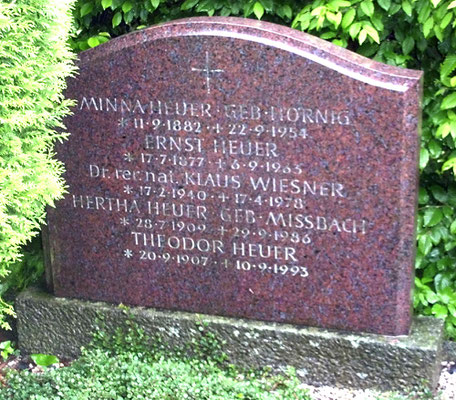 MINNA HEUER · GEB · HÖRNIG
* 11 · 9 · 1882 · + 22 · 9 · 1954
ERNST HEUER
* 17 · 7 · 1877 · + 6 · 9 · 1965
Dr. rer. nat. KLAUS WIESNER
* 17 · 2 · 1940 · + 17 · 4 · 1978
HERTHA HEUER GEB · MISSBACH
* 28 · 7 · 1909 · + 29 · 9 · 1986
THEODOR HEUER
* 20 · 9 · 1907 · + 10 · 9 · 1993